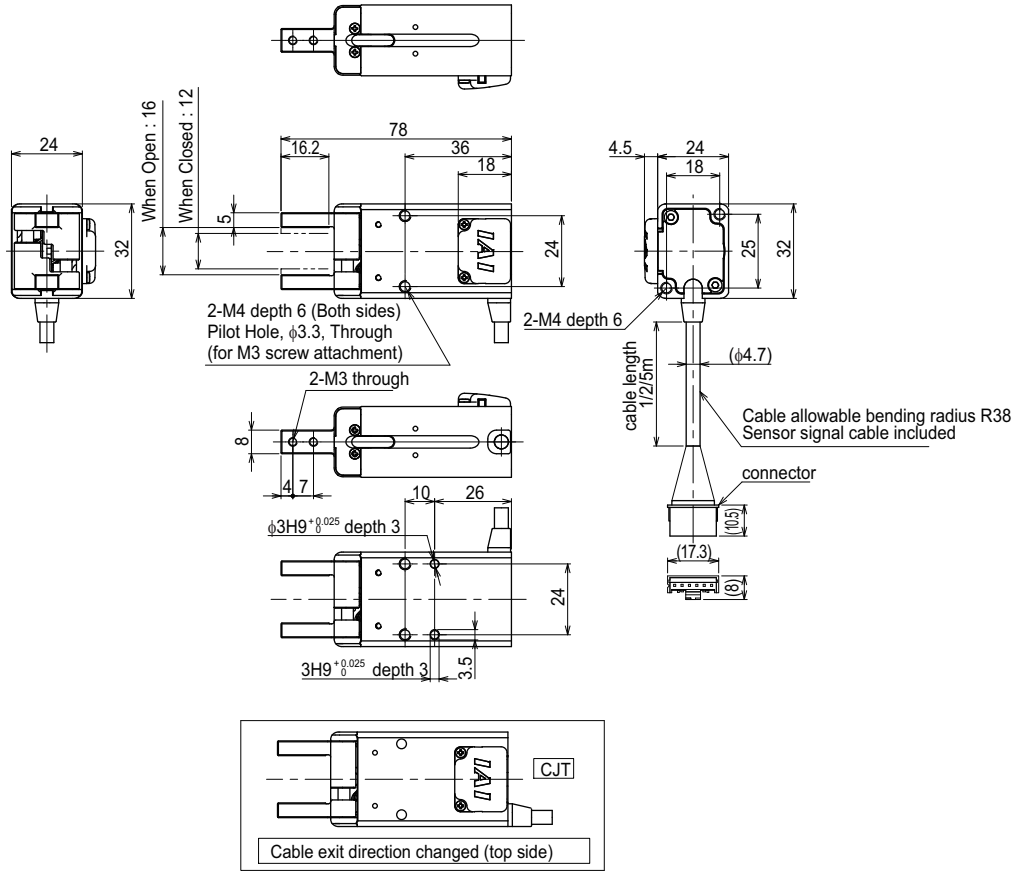 When Open : 16
When Closed : 12
24
32
78
16.2
36
18
5
24
IAI
2-M4 depth 6 (Both sides)
Pilot Hole, ϕ3.3, Through
(for M3 screw attachment)
4.5
24
18
25
32
2-M4 depth 6
cable length
1/2/5m
(ϕ4.7)
Cable allowable bending radius R38
Sensor signal cable included
connector
(10.5)
(17.3)
(8)
2-M3 through
8
4
7
10
26
ϕ3H9 +0.025 0 depth 3
24
3H9 +0.025 0 depth 3
3.5
IAI
CJT
Cable exit direction changed (top side)